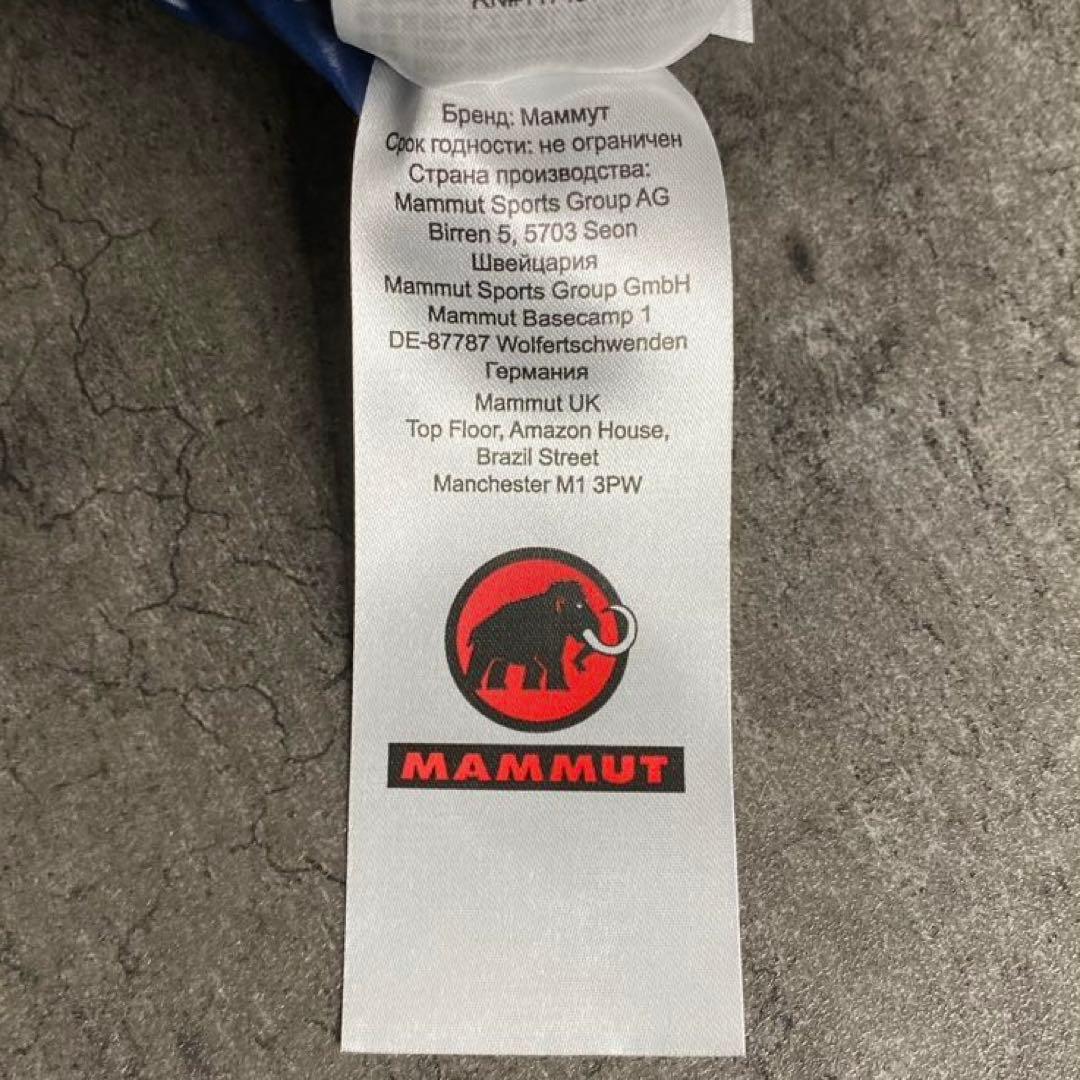 Бренд: Маммут
Срок годности: не ограничен
Страна производства:
Mammut Sports Group AG
Birren 5, 5703 Seon
Швейцария
Mammut Sports Group GmbH
Mammut Basecamp 1
DE-87787 Wolfertschwenden
Германия
Mammut UK
Top Floor, Amazon House,
Brazil Street
Manchester M1 3PW
MAMMUT